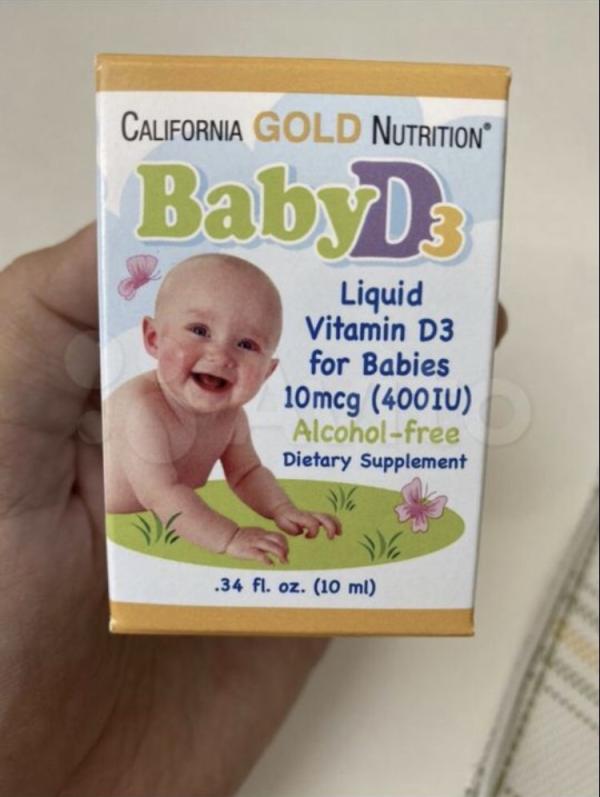 CALIFORNIA GOLD NUTRITION®
BabyD3
Liquid
Vitamin D3
for Babies
10mcg (400IU)
Alcohol-free
Dietary Supplement
.34 fl. oz. (10 ml)
Avito